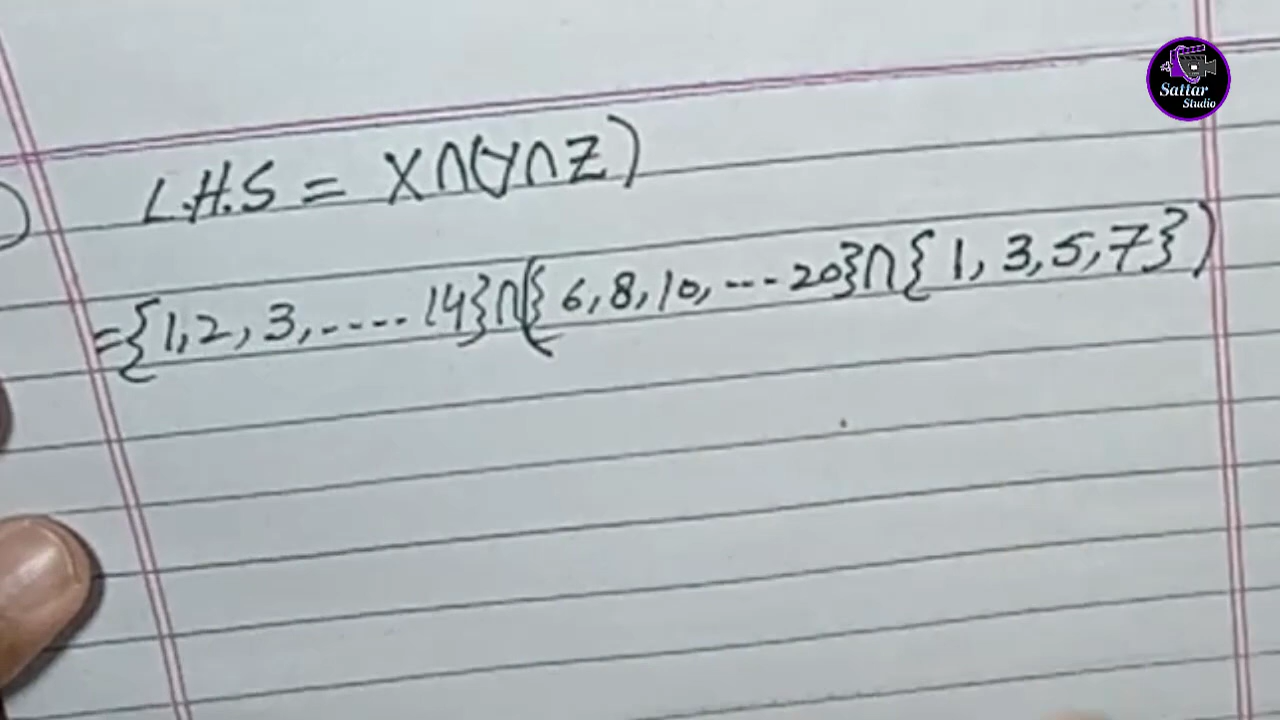 Sattar
Studio
L.H.S = X∩(Y∩Z)
={1,2,3,....14}∩({6,8,10,...20}∩{1,3,5,7})